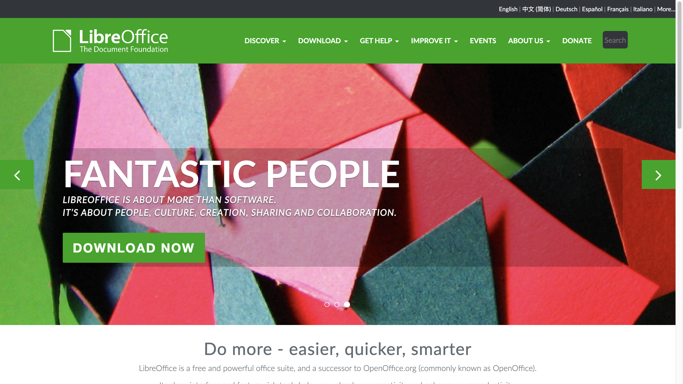 English | 中文 (简体) | Deutsch | Español | Français | Italiano | More...
LibreOffice
The Document Foundation
DISCOVER DOWNLOAD GET HELP IMPROVE IT EVENTS ABOUT US DONATE Search
FANTASTIC PEOPLE
LIBREOFFICE IS ABOUT MORE THAN SOFTWARE.
IT'S ABOUT PEOPLE, CULTURE, CREATION, SHARING AND COLLABORATION.
DOWNLOAD NOW
Do more - easier, quicker, smarter
LibreOffice is a free and powerful office suite, and a successor to OpenOffice.org (commonly known as OpenOffice).